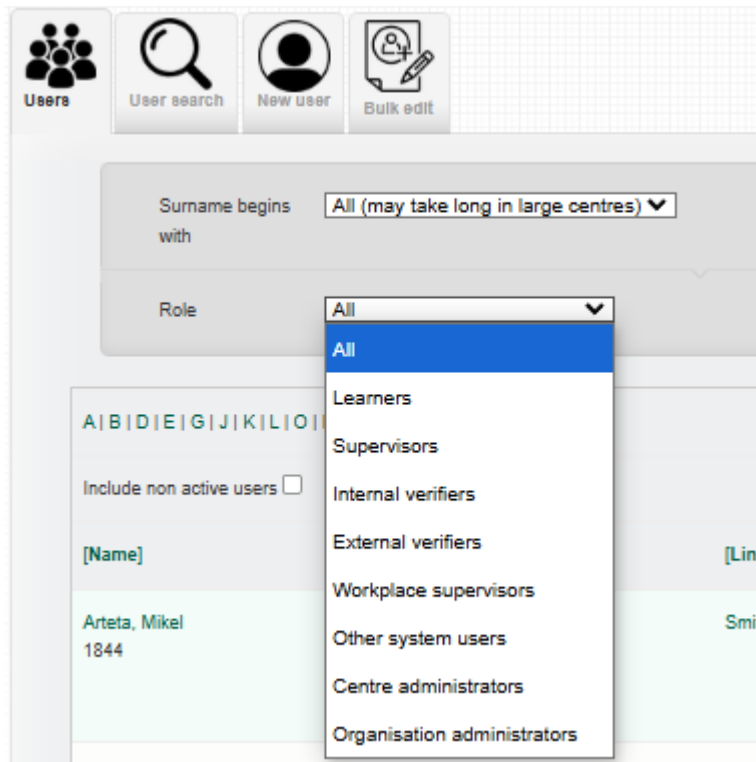 Users
User search
New user
Bulk edit
Surname begins with
All (may take long in large centres)
Role
All
All
Learners
Supervisors
Internal verifiers
External verifiers
Workplace supervisors
Other system users
Centre administrators
Organisation administrators
A | B | D | E | G | J | K | L | O |
Include non active users
[Name]
[Lin
Arteta, Mikel
1844
Smi